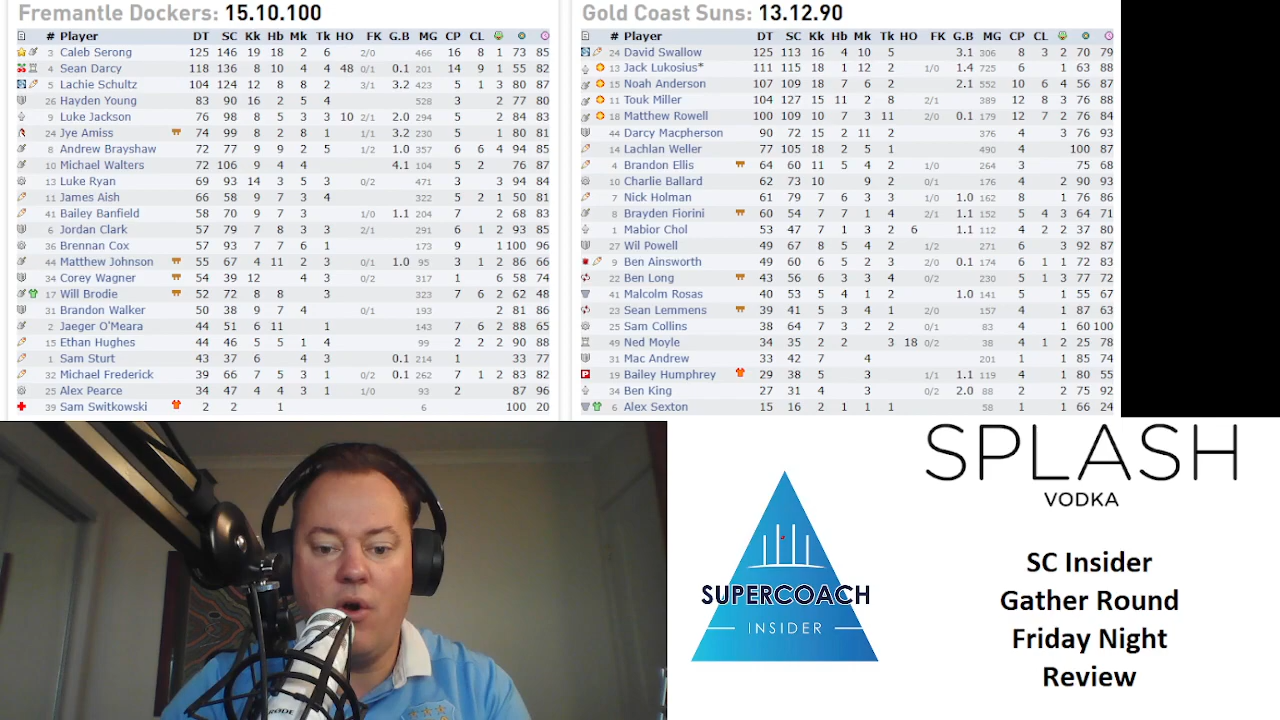 Fremantle Dockers: 15.10.100
# Player DT SC Kk Hb Mk Tk HO FK G.B MG CP CL
3 Caleb Serong 125 146 19 18 2 6 2/0 466 16 8 1 73 85
4 Sean Darcy 118 136 8 10 4 4 48 0/1 0.1 201 14 9 1 55 82
5 Lachie Schultz 104 124 12 8 8 2 3/1 3.2 423 5 1 3 80 87
26 Hayden Young 83 90 16 2 5 4 528 3 2 77 80
9 Luke Jackson 76 98 8 5 3 3 10 2/1 2.0 294 5 2 84 83
24 Jye Amiss 74 99 8 2 8 1 1/1 3.2 230 5 1 80 81
8 Andrew Brayshaw 72 77 9 9 2 5 1/2 1.0 357 6 6 4 94 85
10 Michael Walters 72 106 9 4 4 4.1 104 5 2 76 87
13 Luke Ryan 69 93 14 3 5 3 0/2 471 3 3 94 84
11 James Aish 66 58 9 7 3 4 322 5 2 1 50 81
41 Bailey Banfield 58 70 9 7 3 1/0 1.1 204 7 2 68 83
6 Jordan Clark 57 79 7 8 3 3 2/1 291 6 1 2 93 85
36 Brennan Cox 57 93 7 7 6 1 173 9 1 100 96
44 Matthew Johnson 55 67 4 11 2 3 0/1 1.0 95 3 1 2 86 66
34 Corey Wagner 54 39 12 4 3 0/2 317 1 6 58 74
17 Will Brodie 52 72 8 8 3 323 7 6 2 62 48
31 Brandon Walker 50 38 9 7 4 0/1 193 2 81 86
2 Jaeger O'Meara 44 51 6 11 1 143 7 6 2 88 65
15 Ethan Hughes 44 46 5 5 1 4 99 2 2 2 90 88
1 Sam Sturt 43 37 6 4 3 0.1 214 1 33 77
32 Michael Frederick 39 66 7 5 3 1 0/2 0.1 262 7 1 2 83 82
25 Alex Pearce 34 47 4 4 3 1 1/0 93 2 87 96
39 Sam Switkowski 2 2 1 6 100 20
Gold Coast Suns: 13.12.90
# Player DT SC Kk Hb Mk Tk HO FK G.B MG CP CL
24 David Swallow 125 113 16 4 10 5 3.1 306 8 3 2 70 79
13 Jack Lukosius* 111 115 18 1 12 2 1/0 1.4 725 6 1 63 88
15 Noah Anderson 107 109 18 7 6 2 2.1 552 10 6 4 56 87
11 Touk Miller 104 127 15 11 2 8 2/1 389 12 8 3 76 88
18 Matthew Rowell 100 109 10 7 3 11 2/0 0.1 179 12 7 2 76 84
44 Darcy Macpherson 90 72 15 2 11 2 376 4 3 76 93
14 Lachlan Weller 77 105 18 2 5 1 490 4 100 87
4 Brandon Ellis 64 60 11 5 4 2 1/0 264 3 75 68
10 Charlie Ballard 62 73 10 9 2 0/1 176 4 2 90 93
7 Nick Holman 61 79 7 6 3 3 1/0 1.0 162 8 1 76 86
8 Brayden Fiorini 60 54 7 7 1 4 2/1 1.1 152 5 4 3 64 71
1 Mabior Chol 53 47 7 1 3 2 6 1.1 112 4 2 2 37 80
27 Wil Powell 49 67 8 5 4 2 1/2 271 6 3 92 87
9 Ben Ainsworth 49 60 6 5 2 3 2/0 0.1 174 6 1 1 72 83
22 Ben Long 43 56 6 3 3 4 0/2 230 5 1 3 77 72
41 Malcolm Rosas 40 53 5 4 1 2 1.0 141 5 1 55 67
23 Sean Lemmens 39 41 5 3 4 1 2/0 157 4 1 87 63
25 Sam Collins 38 64 7 3 2 2 0/1 83 4 1 60 100
49 Ned Moyle 34 35 2 2 3 18 0/2 38 4 1 2 25 78
31 Mac Andrew 33 42 7 4 201 1 1 85 74
19 Bailey Humphrey 29 38 5 3 1/1 1.1 119 4 1 80 55
34 Ben King 27 31 4 3 0/2 2.0 88 2 2 75 92
6 Alex Sexton 15 16 2 1 1 1 58 1 1 66 24
RØDE
SUPERCOACH
INSIDER
SPLASH
VODKA
SC Insider
Gather Round
Friday Night
Review